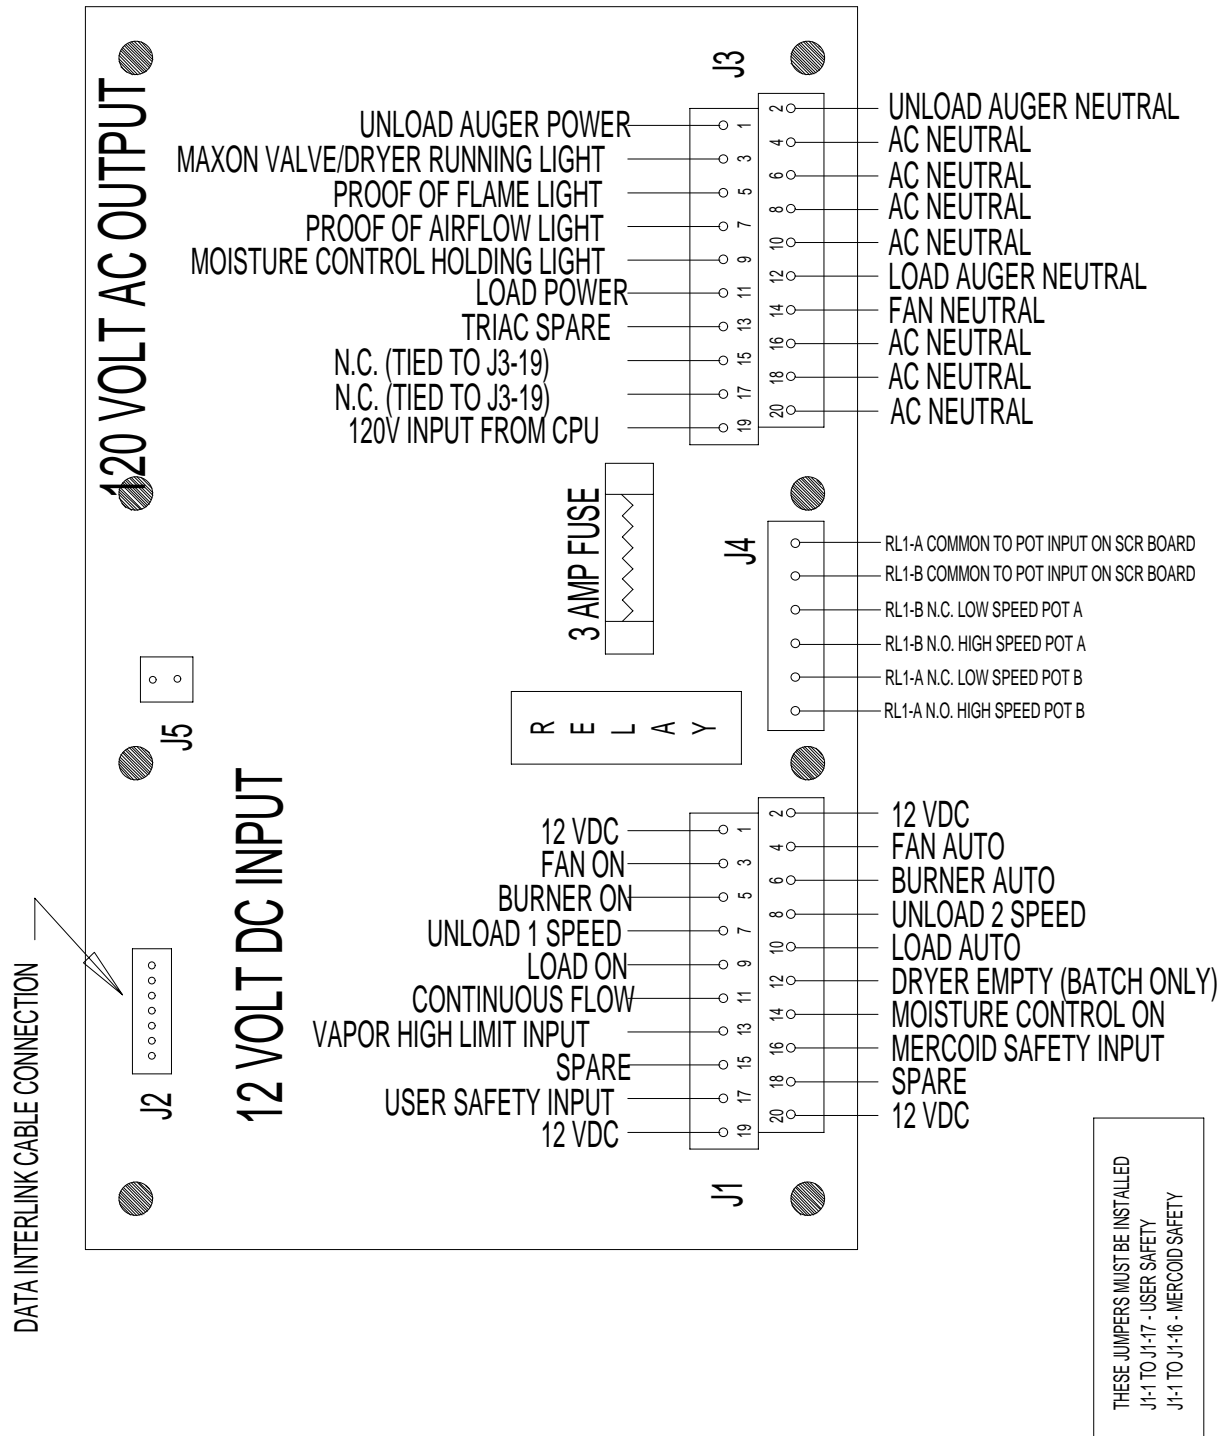 120 VOLT AC OUTPUT
J3
UNLOAD AUGER POWER
1
2
UNLOAD AUGER NEUTRAL
MAXON VALVE/DRYER RUNNING LIGHT
3
4
AC NEUTRAL
PROOF OF FLAME LIGHT
5
6
AC NEUTRAL
PROOF OF AIRFLOW LIGHT
7
8
AC NEUTRAL
MOISTURE CONTROL HOLDING LIGHT
9
10
AC NEUTRAL
LOAD POWER
11
12
LOAD AUGER NEUTRAL
TRIAC SPARE
13
14
FAN NEUTRAL
N.C. (TIED TO J3-19)
15
16
AC NEUTRAL
N.C. (TIED TO J3-19)
17
18
AC NEUTRAL
120V INPUT FROM CPU
19
20
AC NEUTRAL
3 AMP FUSE
J4
RL1-A COMMON TO POT INPUT ON SCR BOARD
RL1-B COMMON TO POT INPUT ON SCR BOARD
RL1-B N.C. LOW SPEED POT A
RL1-B N.O. HIGH SPEED POT A
RL1-A N.C. LOW SPEED POT B
RL1-A N.O. HIGH SPEED POT B
J5
RELAY
12 VOLT DC INPUT
12 VDC
1
2
12 VDC
FAN ON
3
4
FAN AUTO
BURNER ON
5
6
BURNER AUTO
UNLOAD 1 SPEED
7
8
UNLOAD 2 SPEED
LOAD ON
9
10
LOAD AUTO
CONTINUOUS FLOW
11
12
DRYER EMPTY (BATCH ONLY)
VAPOR HIGH LIMIT INPUT
13
14
MOISTURE CONTROL ON
SPARE
15
16
MERCOID SAFETY INPUT
USER SAFETY INPUT
17
18
SPARE
12 VDC
19
20
12 VDC
J1
J2
DATA INTERLINK CABLE CONNECTION
THESE JUMPERS MUST BE INSTALLED
J1-1 TO J1-17 - USER SAFETY
J1-1 TO J1-16 - MERCOID SAFETY